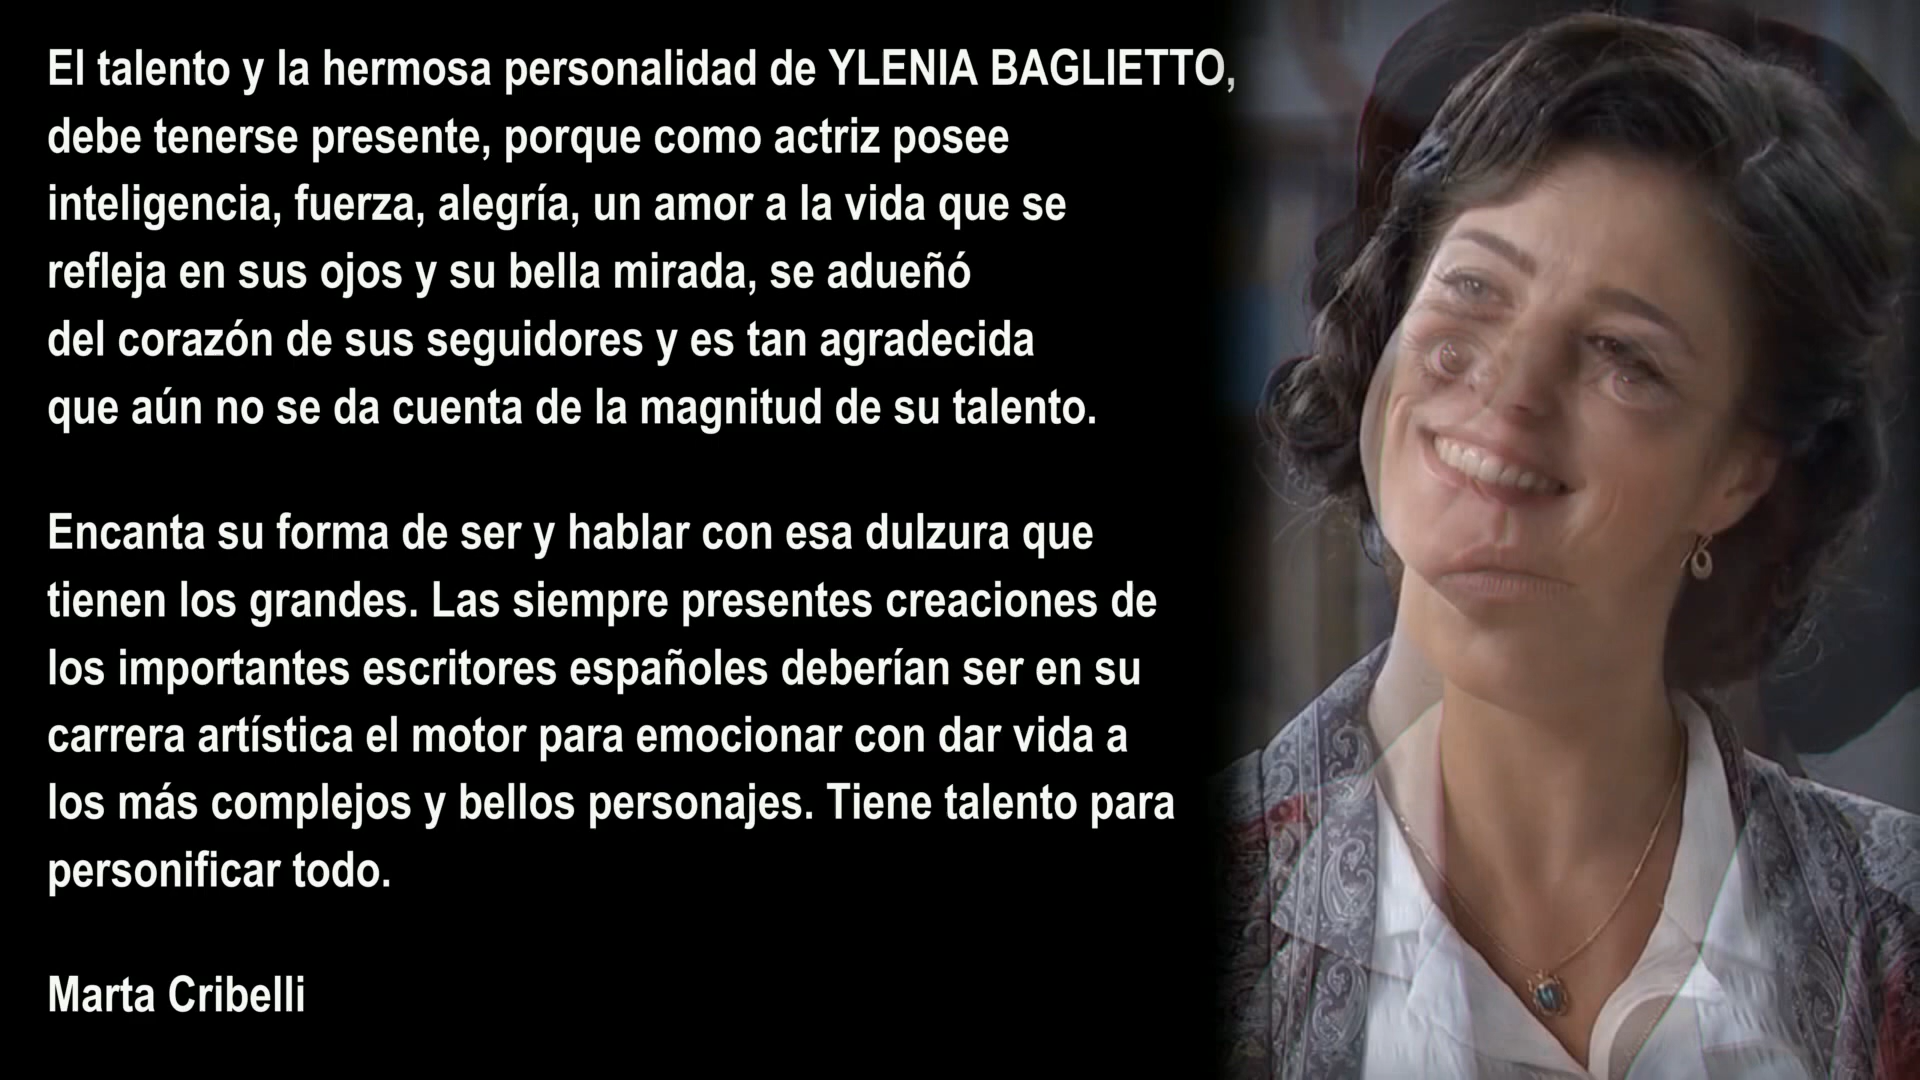 El talento y la hermosa personalidad de YLENIA BAGLIETTO,
debe tenerse presente, porque como actriz posee
inteligencia, fuerza, alegría, un amor a la vida que se
refleja en sus ojos y su bella mirada, se adueñó
del corazón de sus seguidores y es tan agradecida
que aún no se da cuenta de la magnitud de su talento.
Encanta su forma de ser y hablar con esa dulzura que
tienen los grandes. Las siempre presentes creaciones de
los importantes escritores españoles deberían ser en su
carrera artística el motor para emocionar con dar vida a
los más complejos y bellos personajes. Tiene talento para
personificar todo.
Marta Cribelli